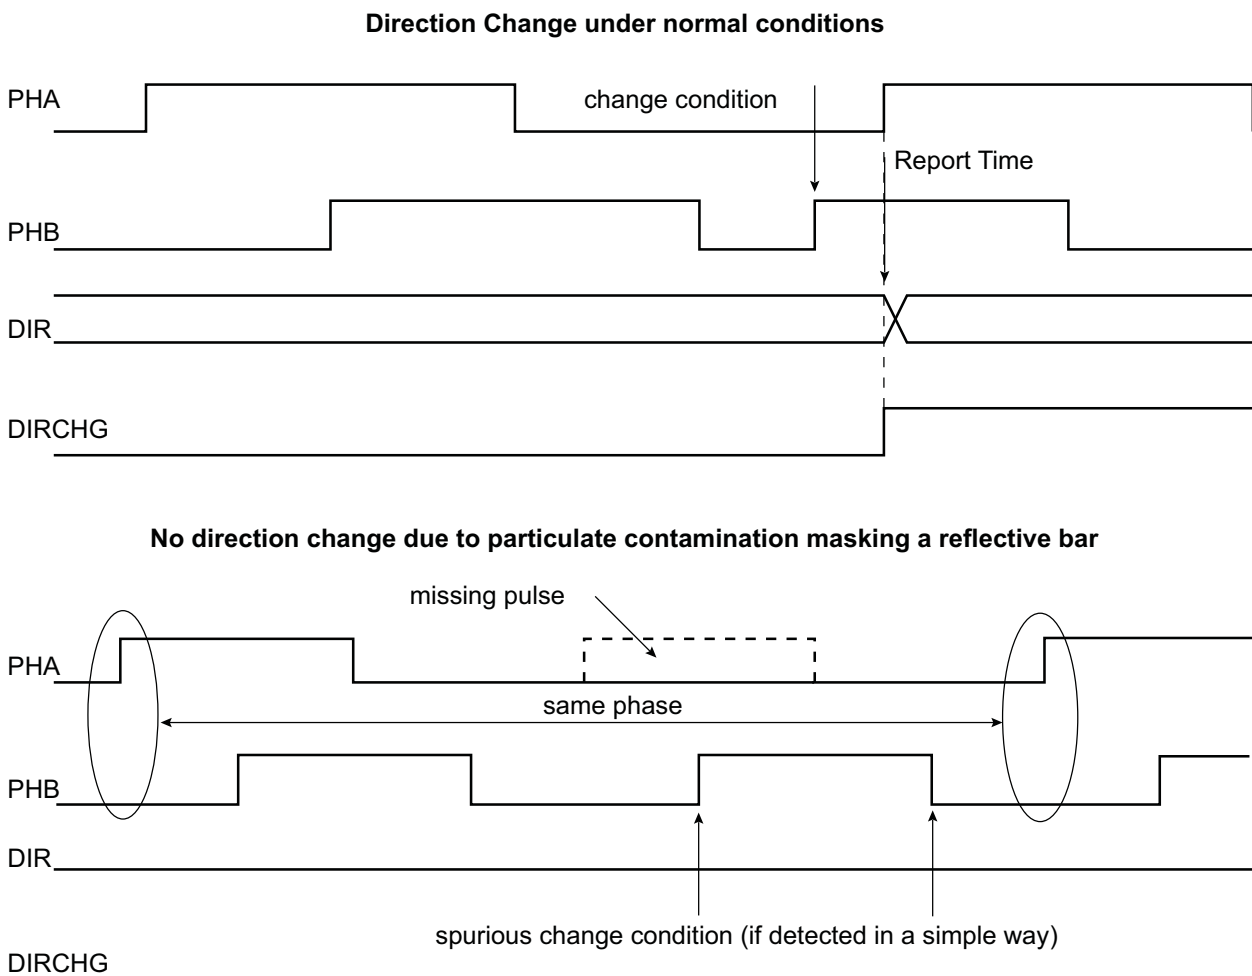 Direction Change under normal conditions
PHA
change condition
Report Time
PHB
DIR
DIRCHG
No direction change due to particulate contamination masking a reflective bar
missing pulse
PHA
same phase
PHB
DIR
spurious change condition (if detected in a simple way)
DIRCHG